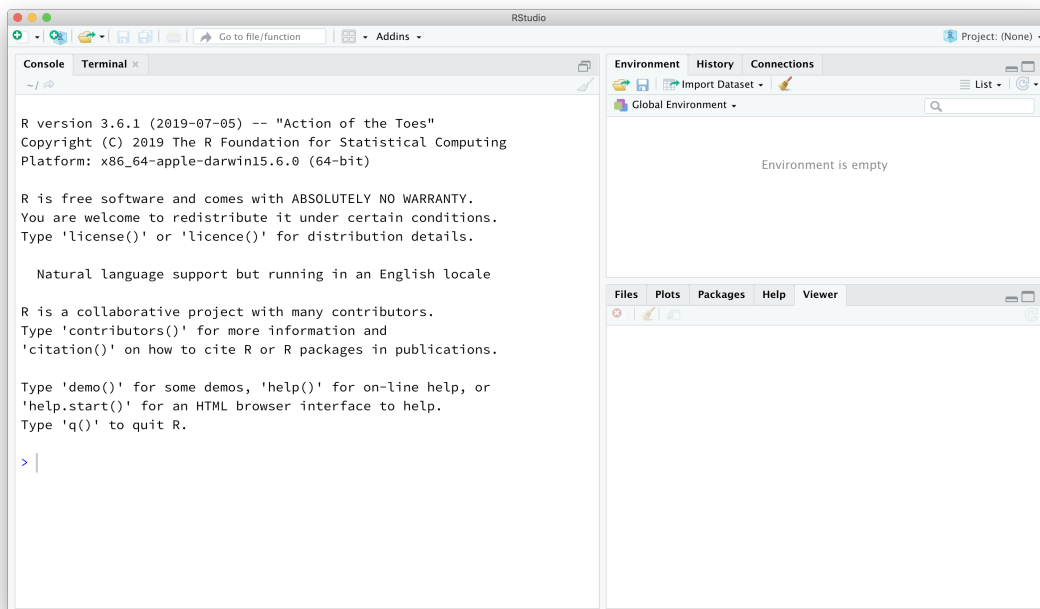 RStudio
Go to file/function
Addins
Project: (None)
Console Terminal
~/
R version 3.6.1 (2019-07-05) -- "Action of the Toes"
Copyright (C) 2019 The R Foundation for Statistical Computing
Platform: x86_64-apple-darwin15.6.0 (64-bit)
R is free software and comes with ABSOLUTELY NO WARRANTY.
You are welcome to redistribute it under certain conditions.
Type 'license()' or 'licence()' for distribution details.
Natural language support but running in an English locale
R is a collaborative project with many contributors.
Type 'contributors()' for more information and
'citation()' on how to cite R or R packages in publications.
Type 'demo()' for some demos, 'help()' for on-line help, or
'help.start()' for an HTML browser interface to help.
Type 'q()' to quit R.
>
Environment History Connections
Import Dataset
List
Global Environment
Environment is empty
Files Plots Packages Help Viewer